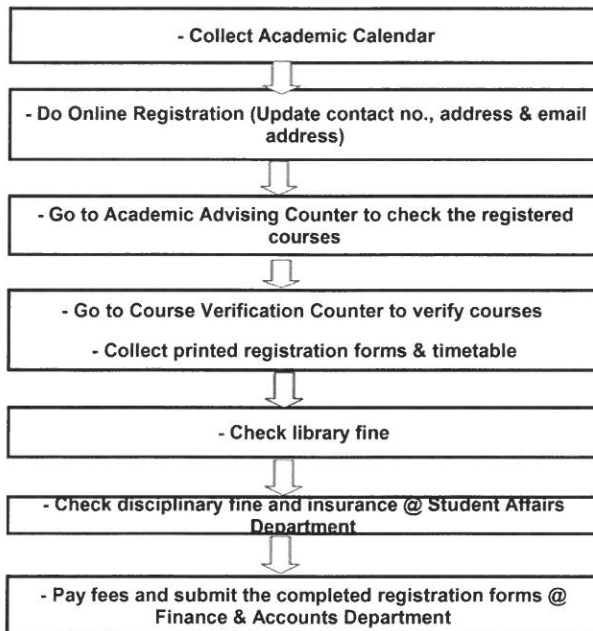 - Collect Academic Calendar
- Do Online Registration (Update contact no., address & email
address)
- Go to Academic Advising Counter to check the registered
courses
- Go to Course Verification Counter to verify courses
- Collect printed registration forms & timetable
- Check library fine
- Check disciplinary fine and insurance @ Student Affairs
Department
- Pay fees and submit the completed registration forms @
Finance & Accounts Department